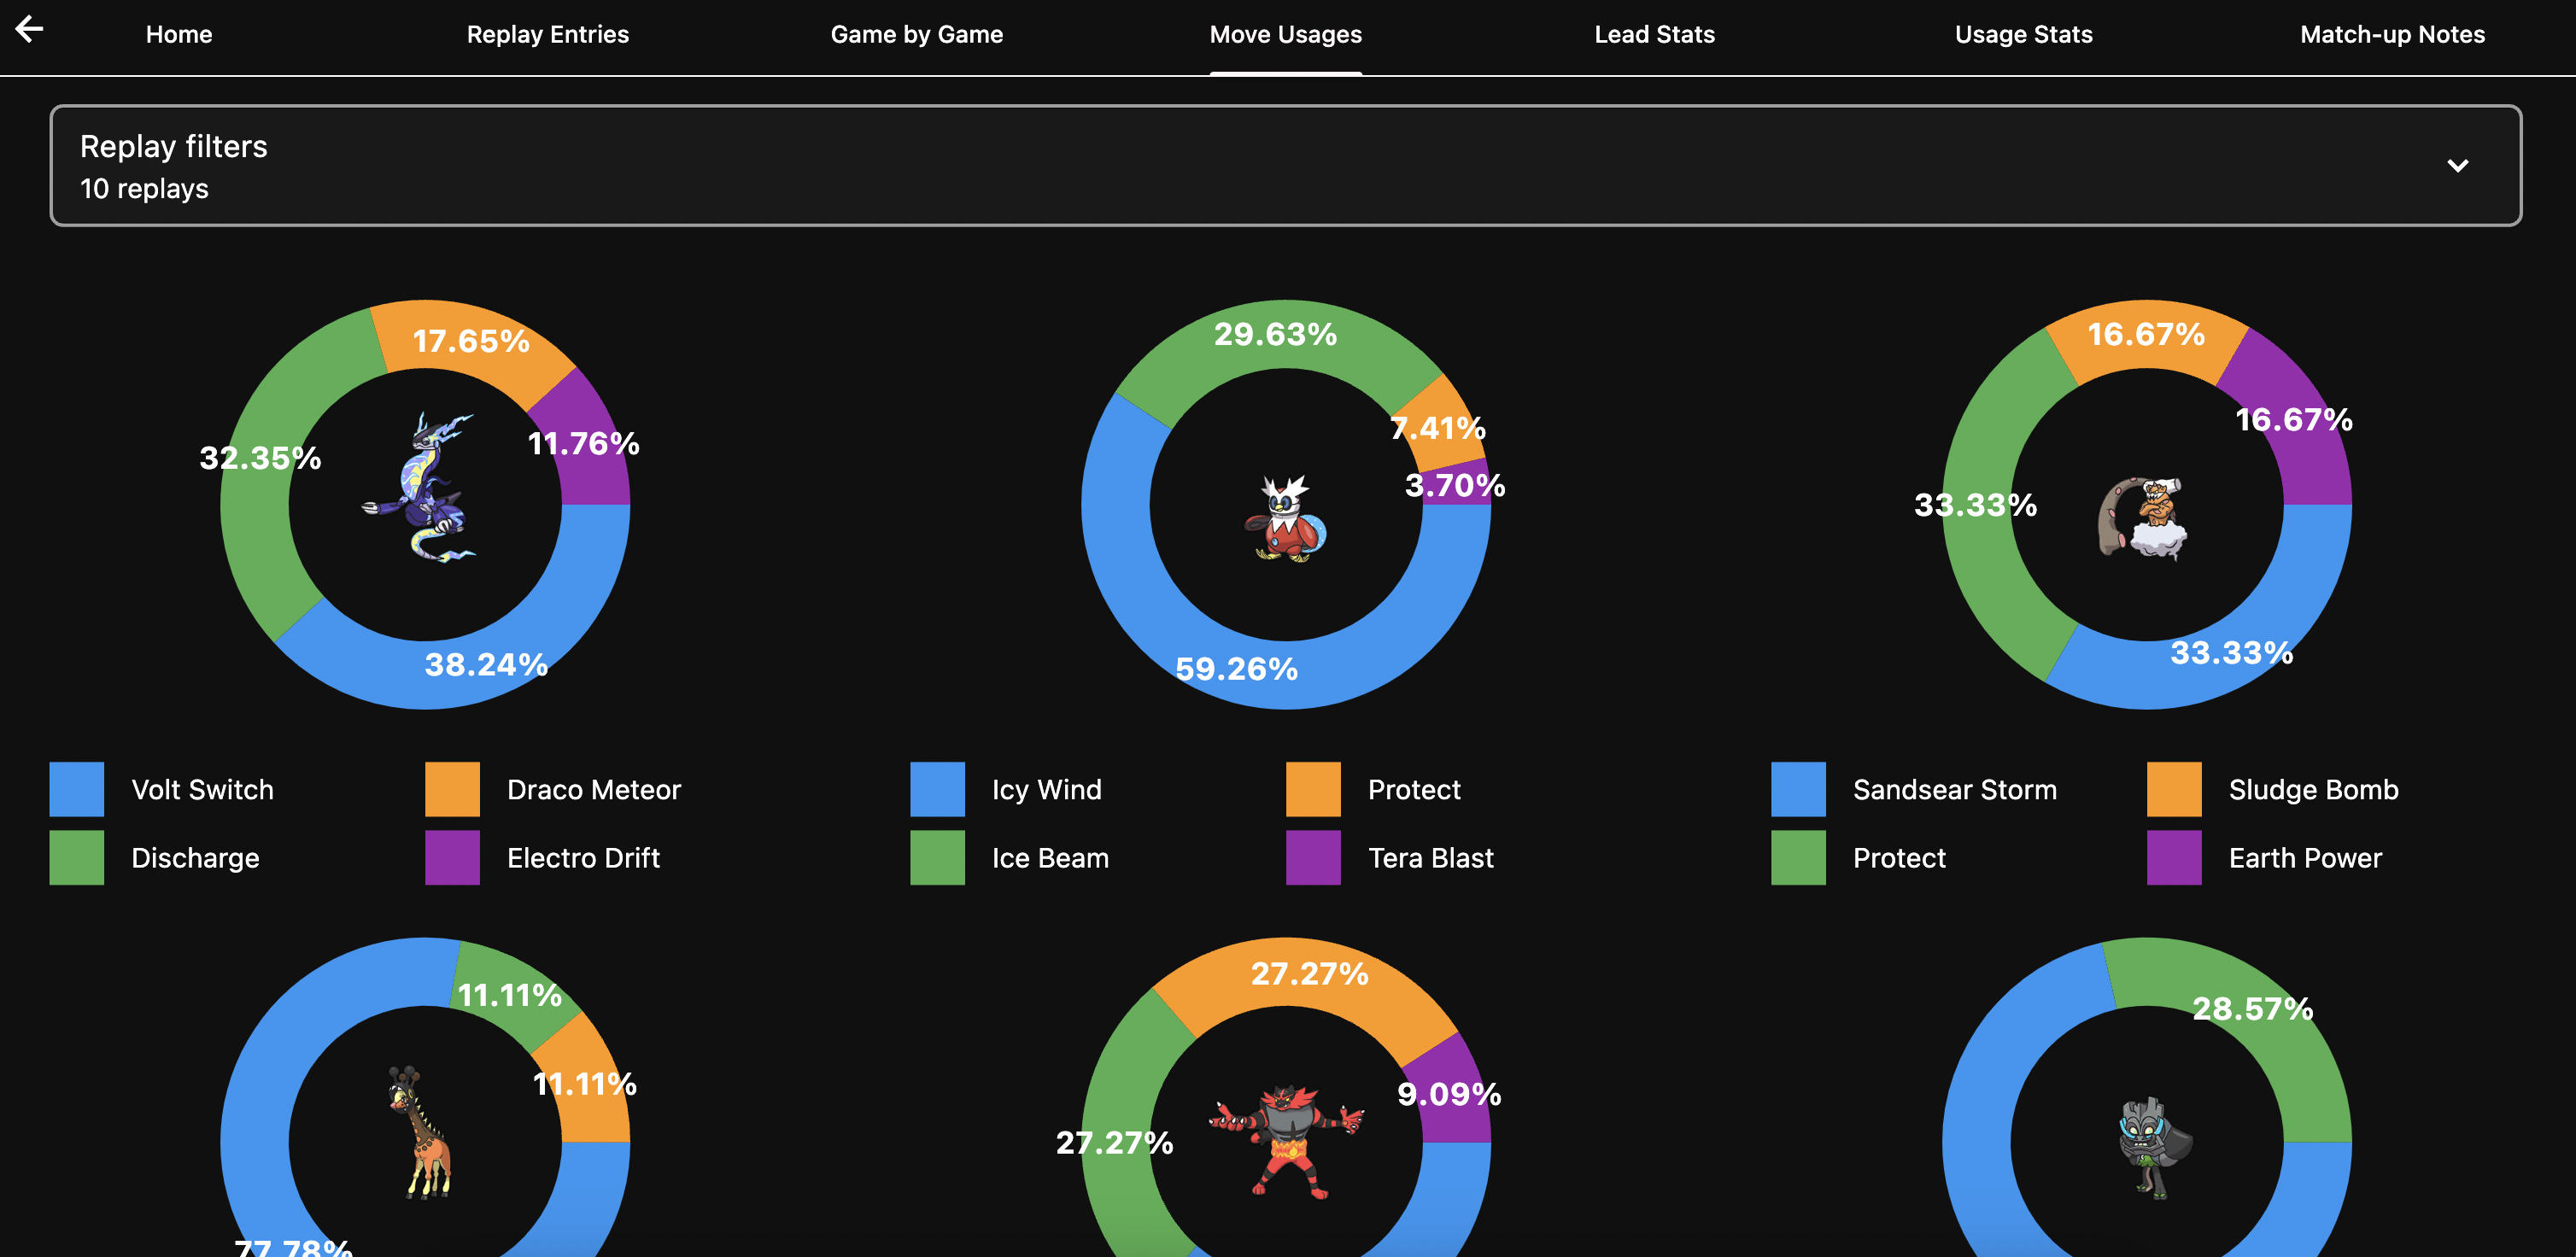 Home
Replay Entries
Game by Game
Move Usages
Lead Stats
Usage Stats
Match-up Notes
Replay filters
10 replays
17.65%
32.35%
11.76%
38.24%
29.63%
7.41%
3.70%
59.26%
16.67%
16.67%
33.33%
33.33%
Volt Switch
Draco Meteor
Discharge
Electro Drift
Icy Wind
Protect
Ice Beam
Tera Blast
Sandsear Storm
Sludge Bomb
Protect
Earth Power
11.11%
11.11%
77.78%
27.27%
9.09%
27.27%
28.57%